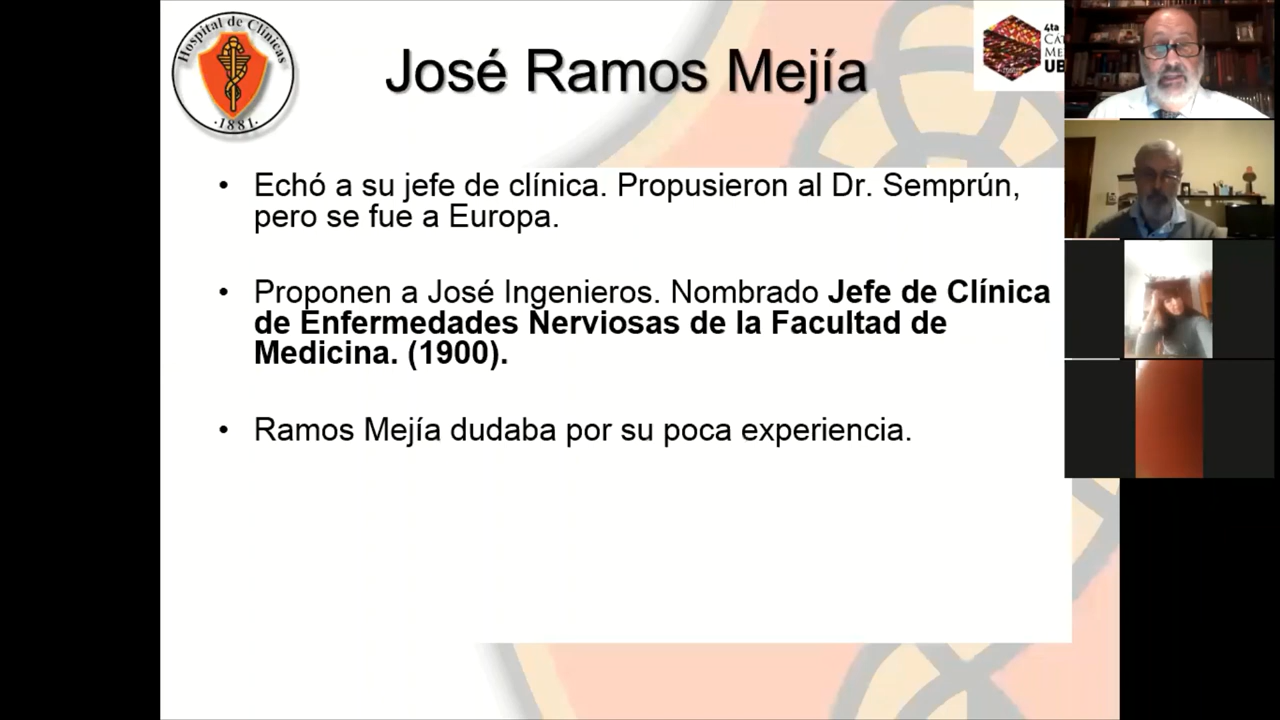 Hospital de Clínicas
·1881·
José Ramos Mejía
4ta
UB
• Echó a su jefe de clínica. Propusieron al Dr. Semprún,
pero se fue a Europa.
• Proponen a José Ingenieros. Nombrado Jefe de Clínica
de Enfermedades Nerviosas de la Facultad de
Medicina. (1900).
• Ramos Mejía dudaba por su poca experiencia.